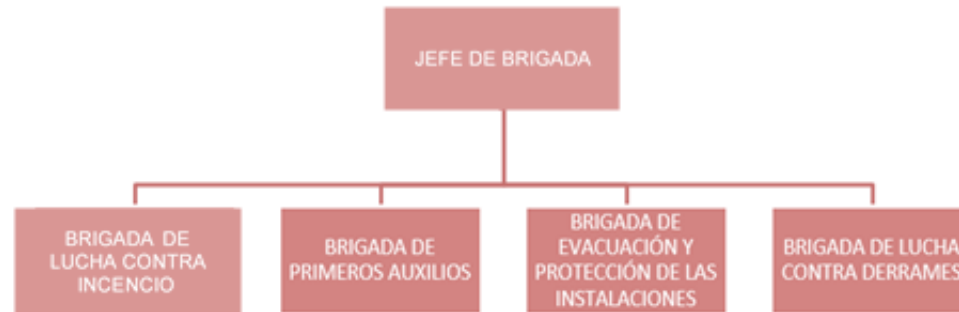 JEFE DE BRIGADA
BRIGADA DE
LUCHA CONTRA
INCENCIO
BRIGADA DE
PRIMEROS AUXILIOS
BRIGADA DE
EVACUACIÓN Y
PROTECCIÓN DE LAS
INSTALACIONES
BRIGADA DE LUCHA
CONTRA DERRAMES